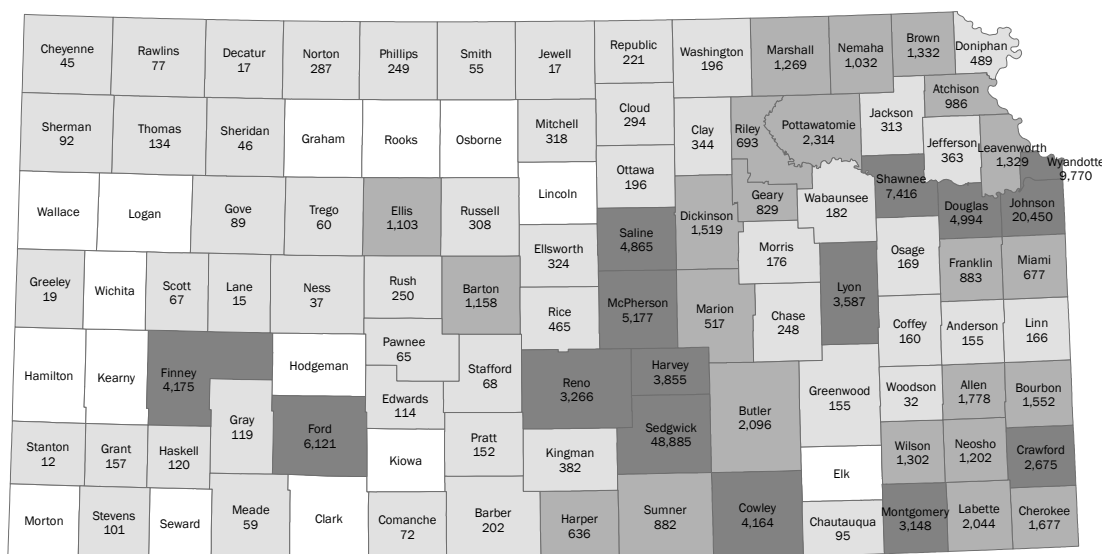 Cheyenne
45
Rawlins
77
Decatur
17
Norton
287
Phillips
249
Smith
55
Jewell
17
Republic
221
Washington
196
Marshall
1,269
Nemaha
1,032
Brown
1,332
Doniphan
489
Sherman
92
Thomas
134
Sheridan
46
Graham
Rooks
Osborne
Mitchell
318
Cloud
294
Clay
344
Riley
693
Pottawatomie
2,314
Jackson
313
Atchison
986
Jefferson
363
Leavenworth
1,329
Wyandotte
9,770
Wallace
Logan
Gove
89
Trego
60
Ellis
1,103
Russell
308
Lincoln
Ottawa
196
Saline
4,865
Dickinson
1,519
Geary
829
Wabaunsee
182
Shawnee
7,416
Douglas
4,994
Johnson
20,450
Greeley
19
Wichita
Scott
67
Lane
15
Ness
37
Rush
250
Barton
1,158
Ellsworth
324
Rice
465
McPherson
5,177
Marion
517
Morris
176
Chase
248
Lyon
3,587
Osage
169
Franklin
883
Miami
677
Hamilton
Kearny
Finney
4,175
Hodgeman
Pawnee
65
Edwards
114
Stafford
68
Reno
3,266
Harvey
3,855
Sedgwick
48,885
Butler
2,096
Greenwood
155
Coffey
160
Anderson
155
Linn
166
Woodson
32
Allen
1,778
Bourbon
1,552
Stanton
12
Grant
157
Haskell
120
Gray
119
Ford
6,121
Kiowa
Pratt
152
Kingman
382
Elk
Wilson
1,302
Neosho
1,202
Crawford
2,675
Morton
Stevens
101
Seward
Meade
59
Clark
Comanche
72
Barber
202
Harper
636
Sumner
882
Cowley
4,164
Chautauqua
95
Montgomery
3,148
Labette
2,044
Cherokee
1,677